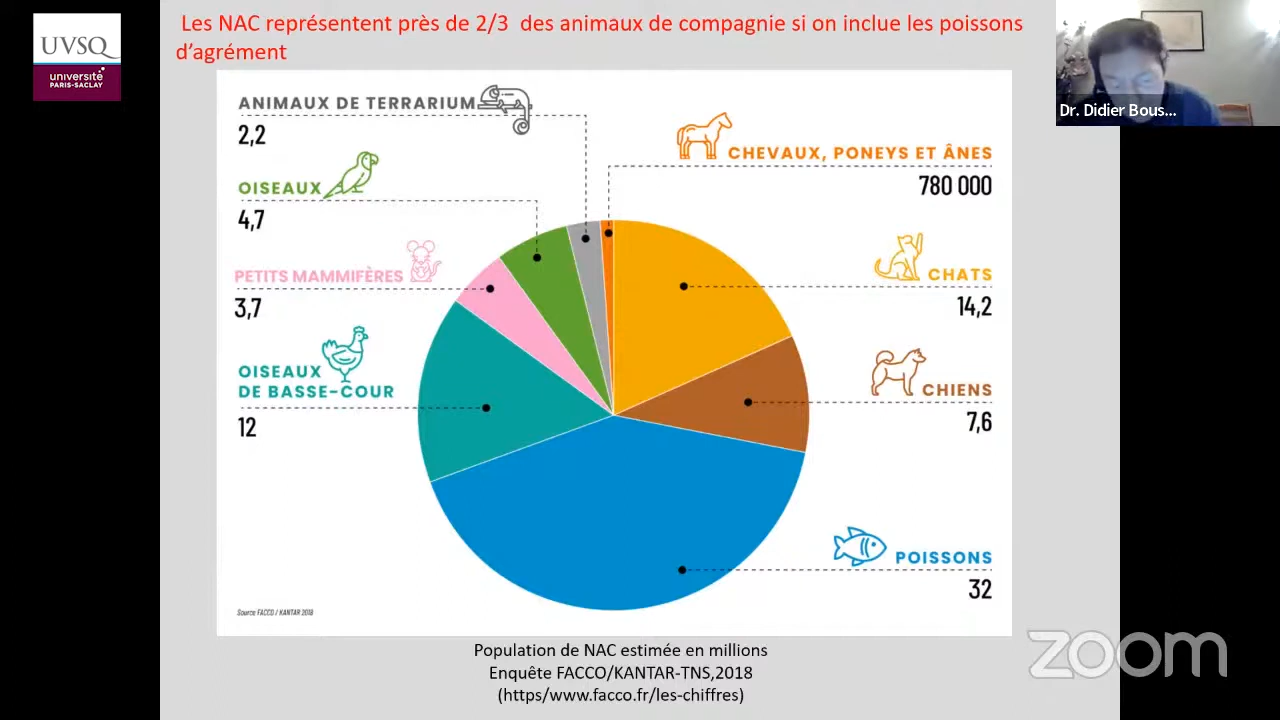 Les NAC représentent près de 2/3 des animaux de compagnie si on inclue les poissons
d'agrément
UVSQ
université
PARIS-SACLAY
Dr. Didier Bous...
ANIMAUX DE TERRARIUM
2,2
OISEAUX
4,7
PETITS MAMMIFÈRES
3,7
OISEAUX
DE BASSE-COUR
12
CHEVAUX, PONEYS ET ÂNES
780 000
CHATS
14,2
CHIENS
7,6
POISSONS
32
Source FACCO / KANTAR 2018
Population de NAC estimée en millions
Enquête FACCO/KANTAR-TNS,2018
(https/www.facco.fr/les-chiffres)
zoom